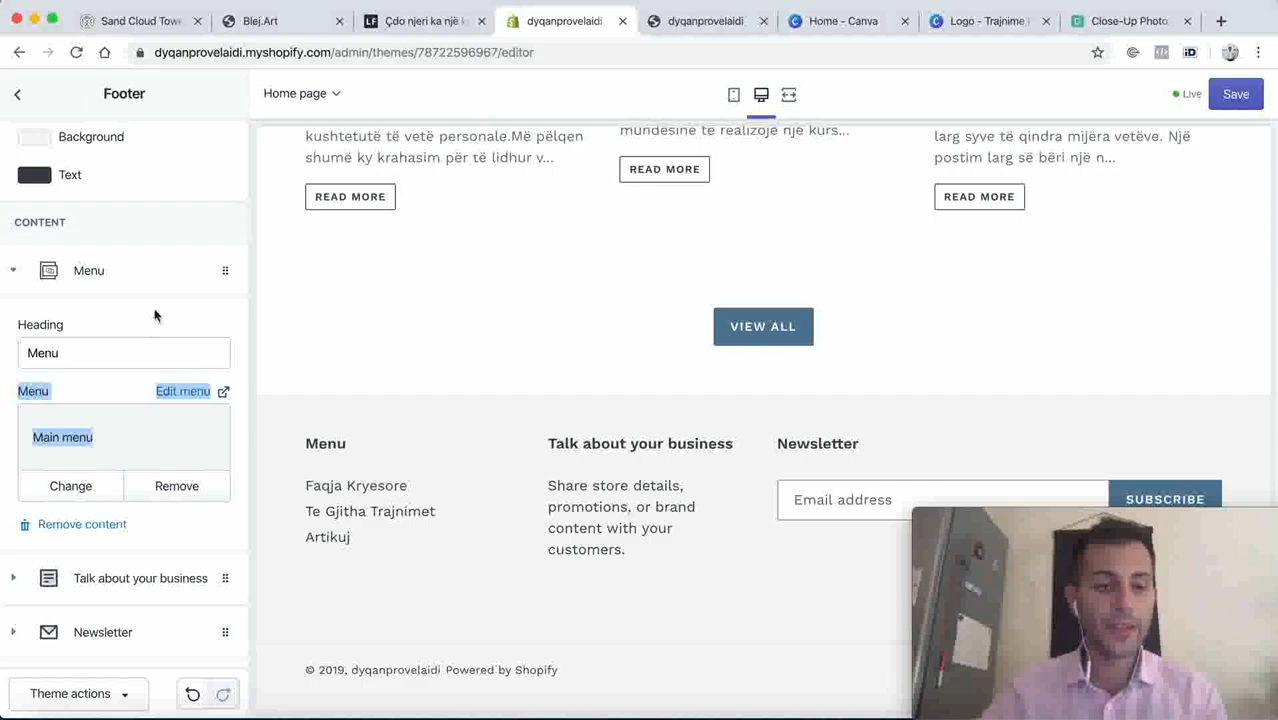 Sand Cloud Tow
Blej.Art
LF
Çdo njeri ka një k
dyqanprovelaidi
dyqanprovelaidi
Home - Canva
Logo - Trajnime
Close-Up Photo
dyqanprovelaidi.myshopify.com/admin/themes/78722596967/editor
iD
Footer
Home page
Live
Save
Background
Text
CONTENT
Menu
Heading
Menu
Menu
Edit menu
Main menu
Change
Remove
Remove content
Talk about your business
Newsletter
Theme actions
kushtetutë të vetë personale.Më pëlqen
shumë ky krahasim për të lidhur v...
READ MORE
mundësinë të realizoje një kurs...
READ MORE
larg syve të qindra mijëra vetëve. Një
postim larg së bëri një n...
READ MORE
VIEW ALL
Menu
Faqja Kryesore
Te Gjitha Trajnimet
Artikuj
Talk about your business
Share store details,
promotions, or brand
content with your
customers.
Newsletter
Email address
SUBSCRIBE
© 2019, dyqanprovelaidi Powered by Shopify